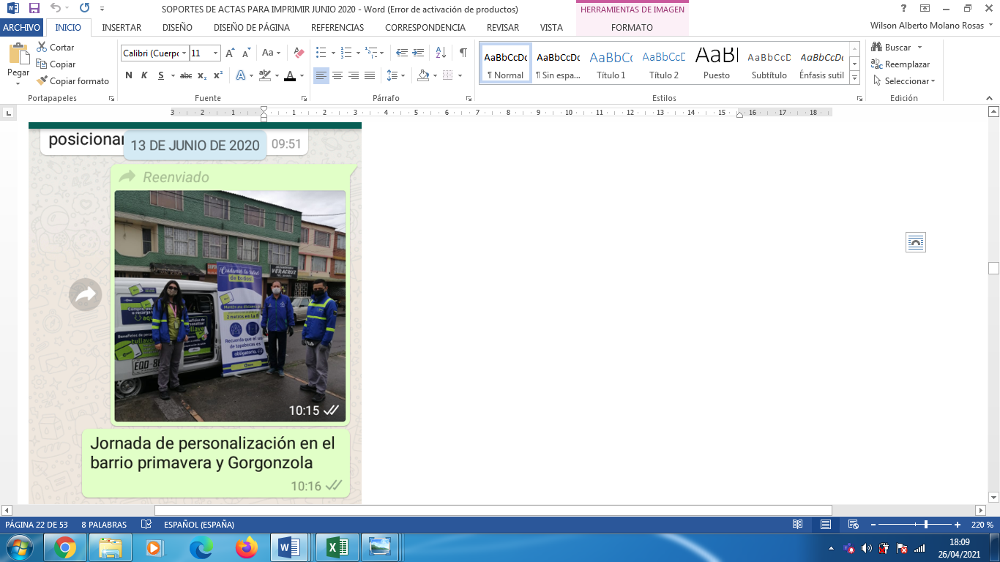 SOPORTES DE ACTAS PARA IMPRIMIR JUNIO 2020 - Word (Error de activación de productos)
HERRAMIENTAS DE IMAGEN
ARCHIVO INICIO INSERTAR DISEÑO DISEÑO DE PÁGINA REFERENCIAS CORRESPONDENCIA REVISAR VISTA FORMATO
Wilson Alberto Molano Rosas
Pegar
Cortar
Copiar
Copiar formato
Portapapeles
Calibri (Cuerpo 11
N K S abc x₂ x²
Fuente
Párrafo
AaBbCcDc AaBbCcDc AaBbCc AaBbCcD AaBl AaBbCcD AaBbCcDc
¶ Normal ¶ Sin espa... Título 1 Título 2 Puesto Subtítulo Énfasis sutil
Estilos
Buscar
Reemplazar
Seleccionar
Edición
3 2 1 1 2 3 4 5 6 7 8 9 10 11 12 13 14 15 16 17 18
posicionar
13 DE JUNIO DE 2020
09:51
Reenviado
VERACRUZ
¡Cuidamos la salud
de todos
2 metros en la fi
Recuerda que el us
de tapabocas es
obligatorio
tullave
EQO-8
10:15
Jornada de personalización en el
barrio primavera y Gorgonzola
10:16
PÁGINA 22 DE 53 8 PALABRAS ESPAÑOL (ESPAÑA) 220 %
18:09
26/04/2021